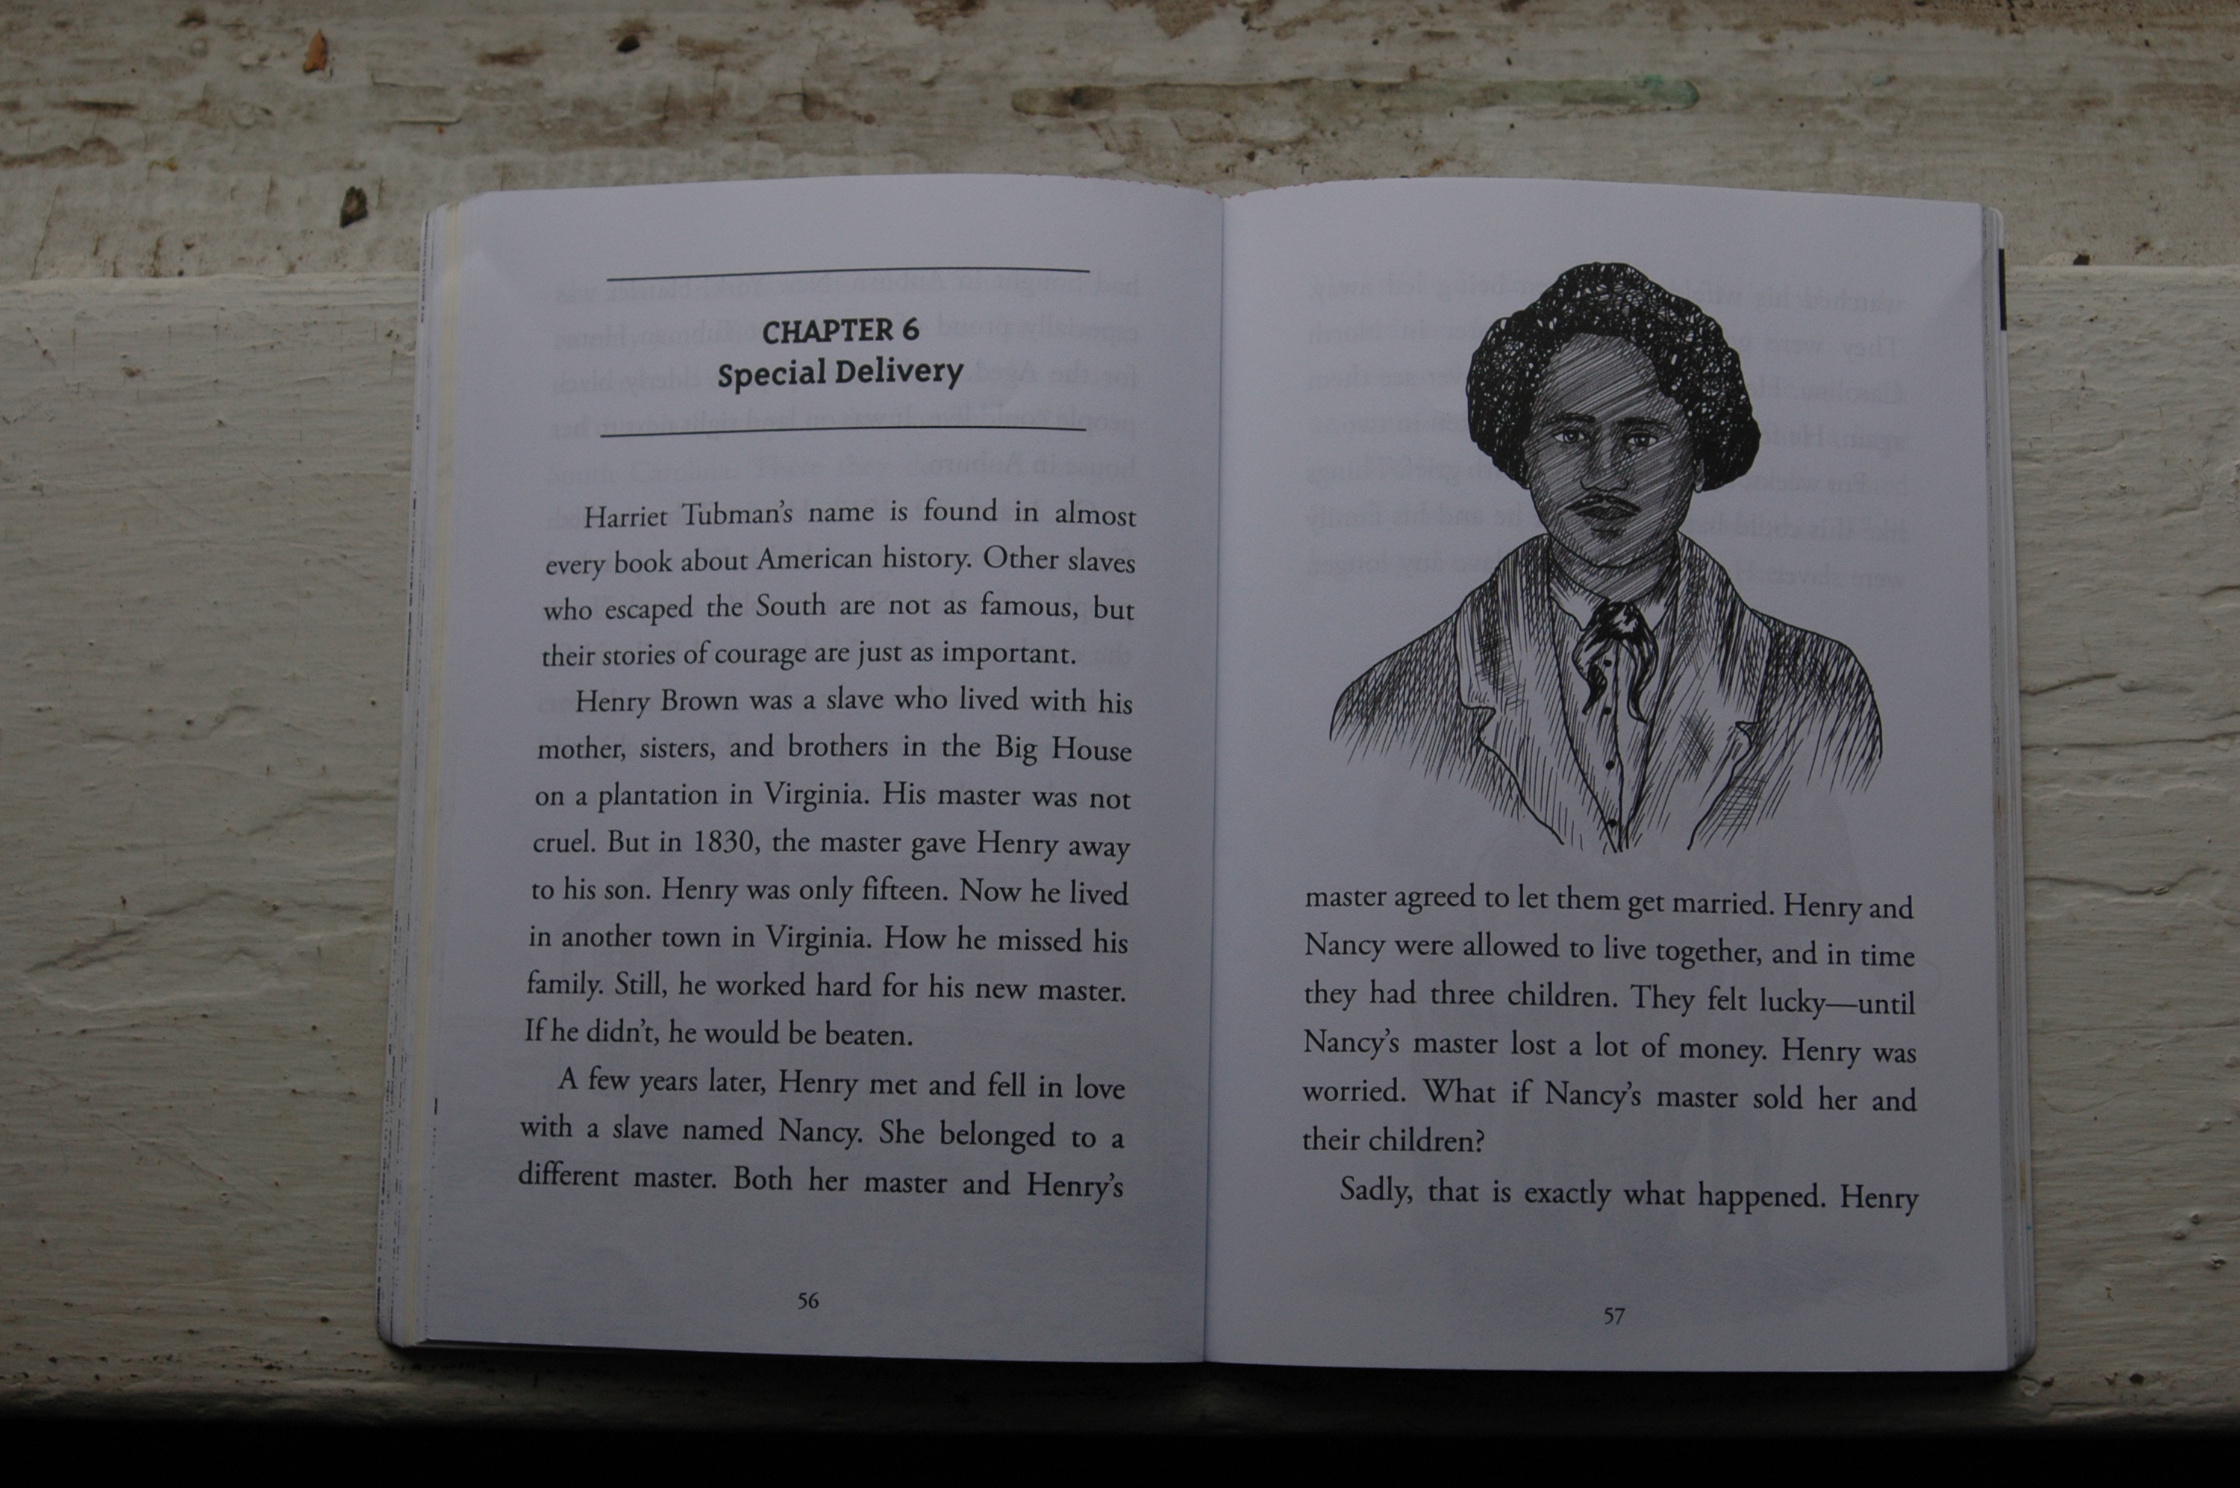 CHAPTER 6
Special Delivery
Harriet Tubman's name is found in almost
every book about American history. Other slaves
who escaped the South are not as famous, but
their stories of courage are just as important.
Henry Brown was a slave who lived with his
mother, sisters, and brothers in the Big House
on a plantation in Virginia. His master was not
cruel. But in 1830, the master gave Henry away
to his son. Henry was only fifteen. Now he lived
in another town in Virginia. How he missed his
family. Still, he worked hard for his new master.
If he didn't, he would be beaten.
A few years later, Henry met and fell in love
with a slave named Nancy. She belonged to a
different master. Both her master and Henry's
56
master agreed to let them get married. Henry and
Nancy were allowed to live together, and in time
they had three children. They felt lucky—until
Nancy's master lost a lot of money. Henry was
worried. What if Nancy's master sold her and
their children?
Sadly, that is exactly what happened. Henry
57